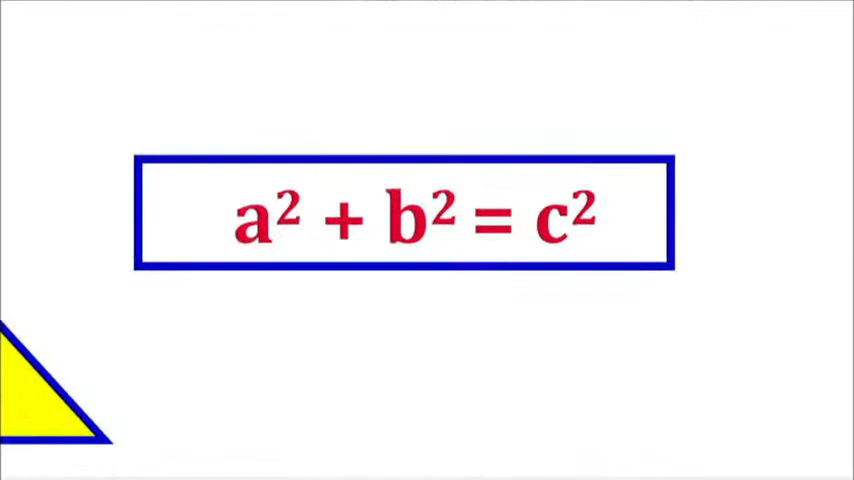 a² + b² = c²